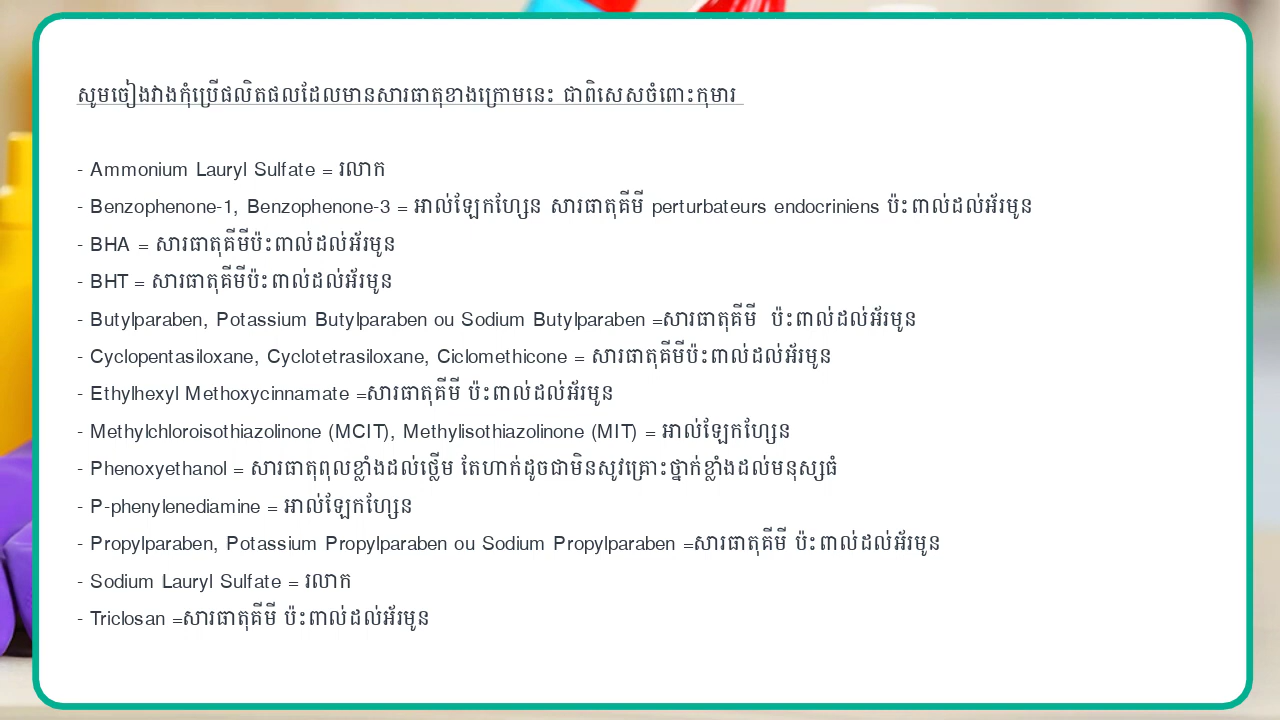 សូមចៀងវាងកុំប្រើផលិតផលដែលមានសារធាតុខាងក្រោមនេះ ជាពិសេសចំពោះកុមារ
- Ammonium Lauryl Sulfate = រលាក
- Benzophenone-1, Benzophenone-3 = អាល់ឡែកហ្សែន សារធាតុគីមី perturbateurs endocriniens ប៉ះពាល់ដល់អ័រមូន
- BHA = សារធាតុគីមីប៉ះពាល់ដល់អ័រមូន
- BHT = សារធាតុគីមីប៉ះពាល់ដល់អ័រមូន
- Butylparaben, Potassium Butylparaben ou Sodium Butylparaben =សារធាតុគីមី  ប៉ះពាល់ដល់អ័រមូន
- Cyclopentasiloxane, Cyclotetrasiloxane, Ciclomethicone = សារធាតុគីមីប៉ះពាល់ដល់អ័រមូន
- Ethylhexyl Methoxycinnamate =សារធាតុគីមី ប៉ះពាល់ដល់អ័រមូន
- Methylchloroisothiazolinone (MCIT), Methylisothiazolinone (MIT) = អាល់ឡែកហ្សែន
- Phenoxyethanol = សារធាតុពុលខ្លាំងដល់ថ្លើម តែហាក់ដូចជាមិនសូវគ្រោះថ្នាក់ខ្លាំងដល់មនុស្សធំ
- P-phenylenediamine = អាល់ឡែកហ្សែន
- Propylparaben, Potassium Propylparaben ou Sodium Propylparaben =សារធាតុគីមី ប៉ះពាល់ដល់អ័រមូន
- Sodium Lauryl Sulfate = រលាក
- Triclosan =សារធាតុគីមី ប៉ះពាល់ដល់អ័រមូន